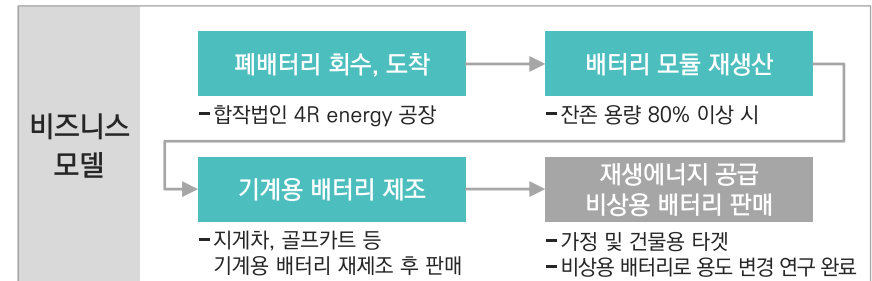 비즈니스
모델
폐배터리 회수, 도착
– 합작법인 4R energy 공장
배터리 모듈 재생산
– 잔존 용량 80% 이상 시
기계용 배터리 제조
– 지게차, 골프카트 등
기계용 배터리 재제조 후 판매
재생에너지 공급
비상용 배터리 판매
– 가정 및 건물용 타겟
– 비상용 배터리로 용도 변경 연구 완료